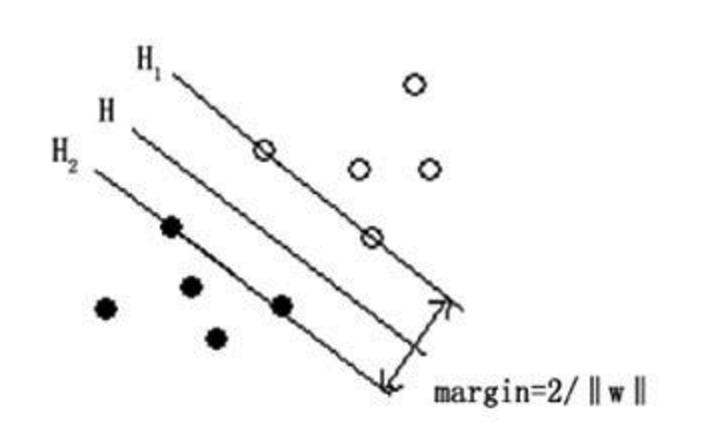 H₁
H
H₂
margin=2/‖w‖